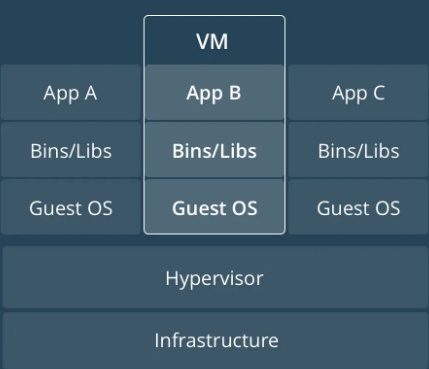 VM
App A
App B
App C
Bins/Libs
Bins/Libs
Bins/Libs
Guest OS
Guest OS
Guest OS
Hypervisor
Infrastructure